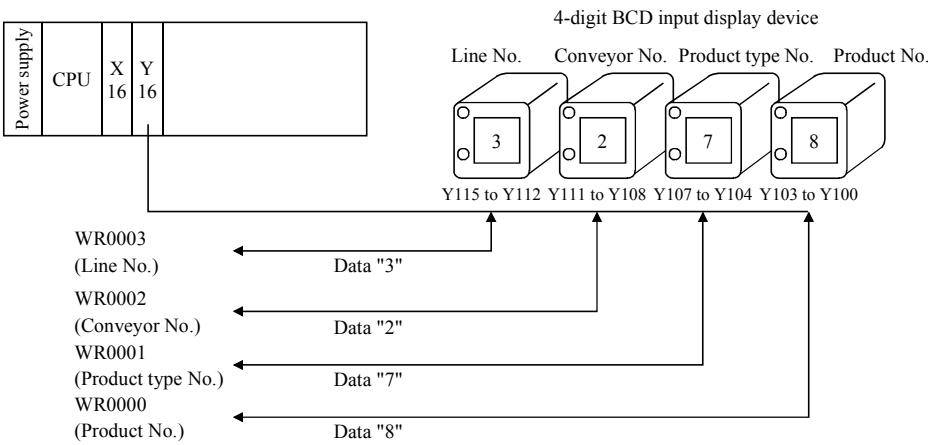 4-digit BCD input display device
Power supply
CPU
X
16
Y
16
Line No. Conveyor No. Product type No. Product No.
3 2 7 8
Y115 to Y112 Y111 to Y108 Y107 to Y104 Y103 to Y100
WR0003
(Line No.) Data "3"
WR0002
(Conveyor No.) Data "2"
WR0001
(Product type No.) Data "7"
WR0000
(Product No.) Data "8"